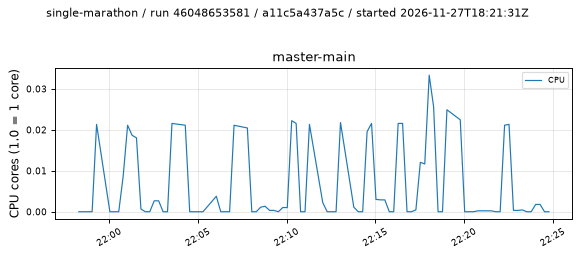 single-marathon / run 46048653581 / a11c5a437a5c / started 2026-11-27T18:21:31Z
master-main
CPU
CPU cores (1.0 = 1 core)
0.03
0.02
0.01
0.00
22:00
22:05
22:10
22:15
22:20
22:25